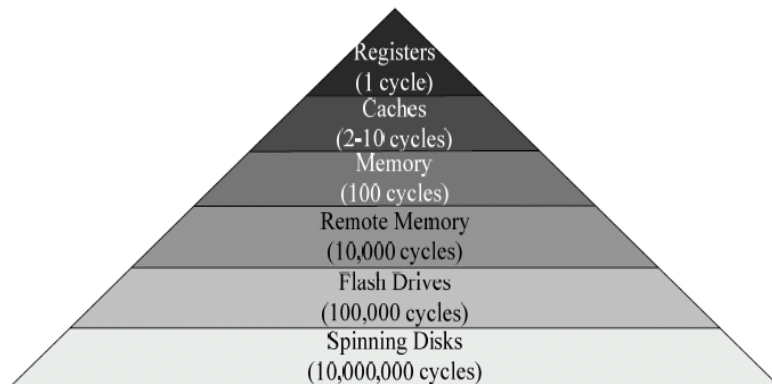 Registers
(1 cycle)
Caches
(2-10 cycles)
Memory
(100 cycles)
Remote Memory
(10,000 cycles)
Flash Drives
(100,000 cycles)
Spinning Disks
(10,000,000 cycles)